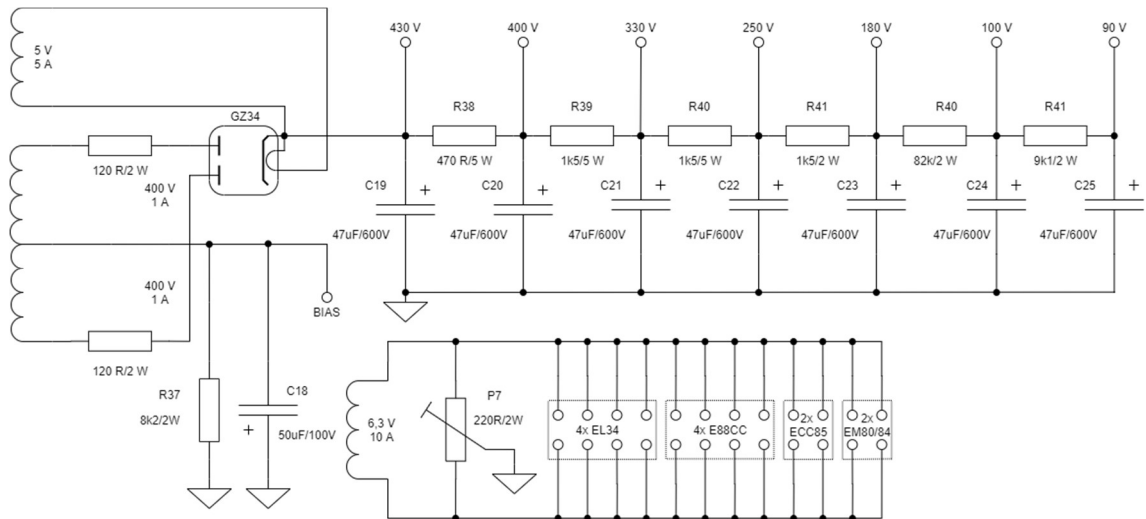 430 V
400 V
330 V
250 V
180 V
100 V
90 V
5 V
5 A
GZ34
R38
R39
R40
R41
R40
R41
120 R/2 W
470 R/5 W
1k5/5 W
1k5/5 W
1k5/2 W
82k/2 W
9k1/2 W
400 V
1 A
C19
C20
C21
C22
C23
C24
C25
+
+
+
+
+
+
+
47uF/600V
47uF/600V
47uF/600V
47uF/600V
47uF/600V
47uF/600V
47uF/600V
400 V
1 A
BIAS
120 R/2 W
R37
8k2/2W
C18
+
50uF/100V
6,3 V
10 A
P7
220R/2W
4x EL34
4x E88CC
2x
ECC85
2x
EM80/84